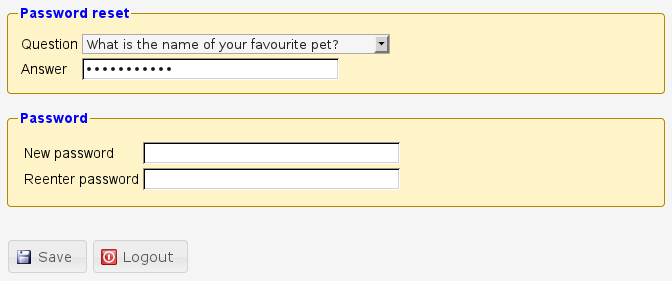 Password reset
Question What is the name of your favourite pet?
Answer •••••••••••
Password
New password
Reenter password
Save Logout